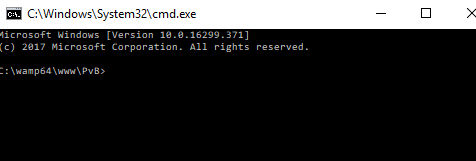 C:\Windows\System32\cmd.exe
Microsoft Windows [Version 10.0.16299.371]
(c) 2017 Microsoft Corporation. All rights reserved.
C:\wamp64\www\PvB>